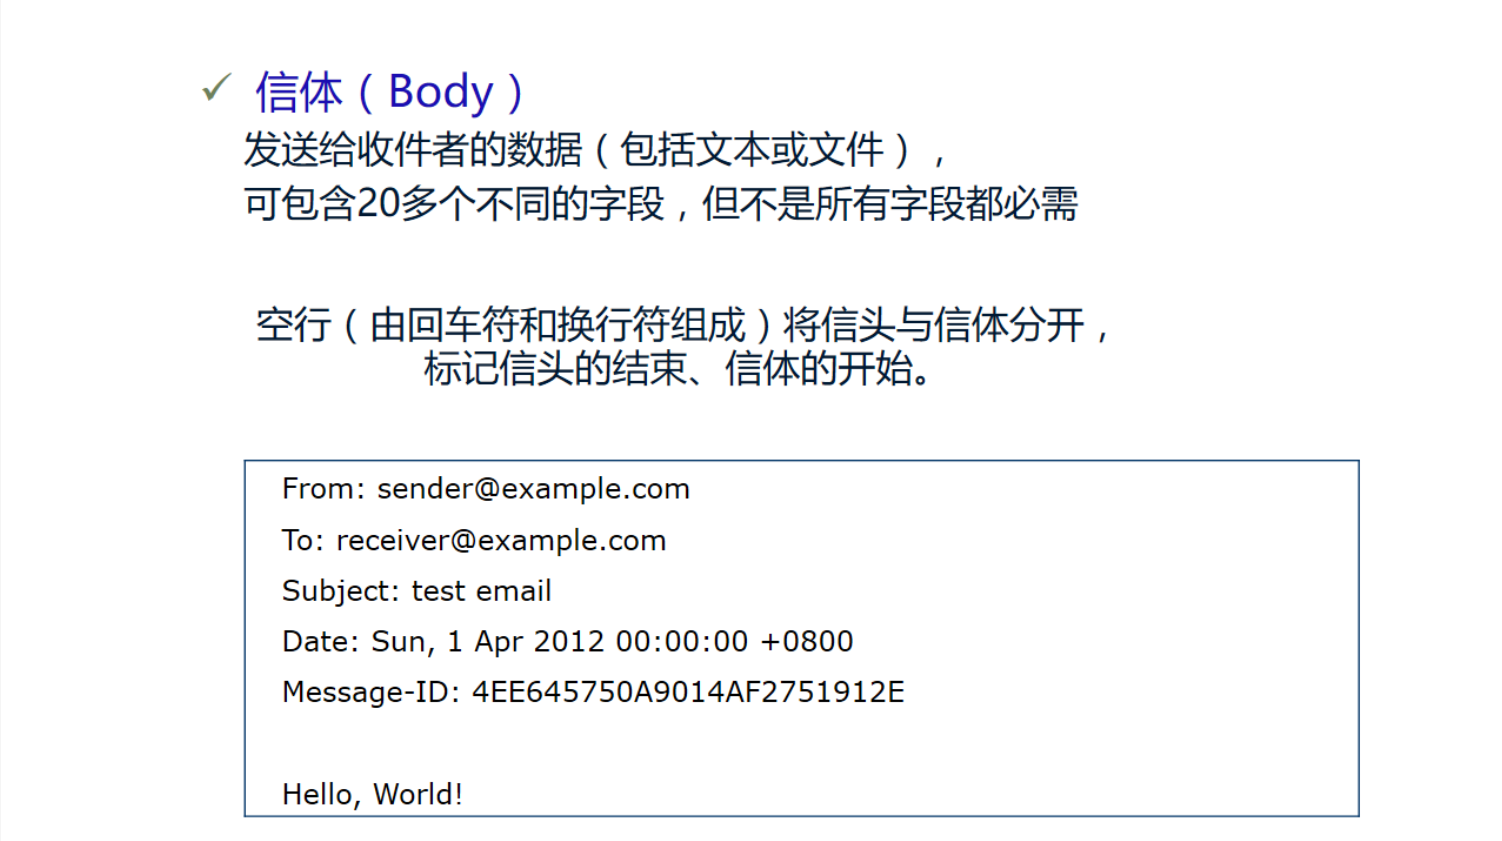 ✓ 信体（Body）
发送给收件者的数据（包括文本或文件），
可包含20多个不同的字段，但不是所有字段都必需
空行（由回车符和换行符组成）将信头与信体分开，
标记信头的结束、信体的开始。
From: sender@example.com
To: receiver@example.com
Subject: test email
Date: Sun, 1 Apr 2012 00:00:00 +0800
Message-ID: 4EE645750A9014AF2751912E
Hello, World!